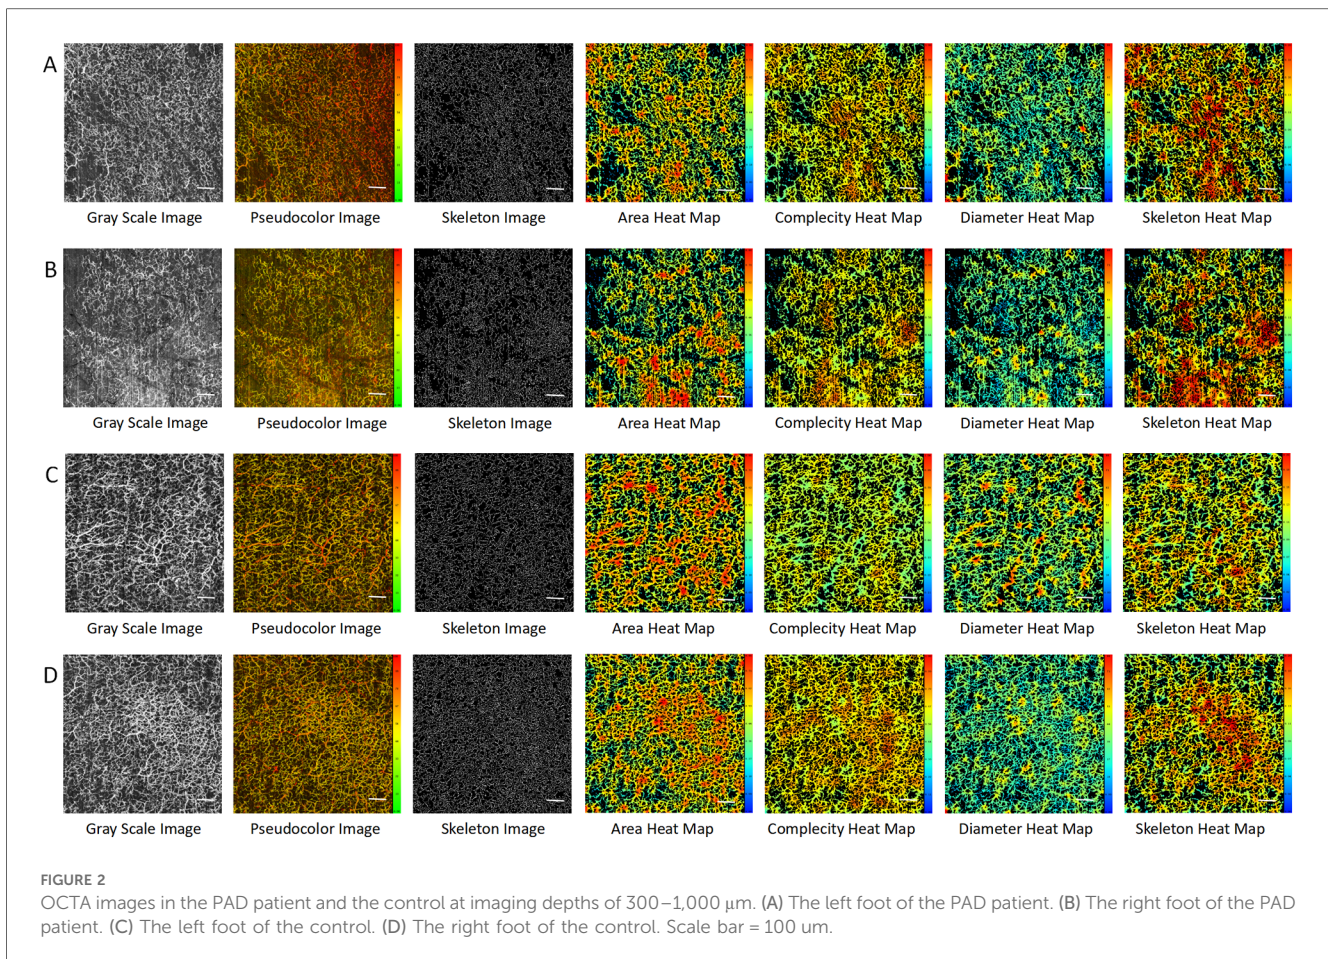 A
Gray Scale Image Pseudocolor Image Skeleton Image Area Heat Map Complecity Heat Map Diameter Heat Map Skeleton Heat Map
B
Gray Scale Image Pseudocolor Image Skeleton Image Area Heat Map Complecity Heat Map Diameter Heat Map Skeleton Heat Map
C
Gray Scale Image Pseudocolor Image Skeleton Image Area Heat Map Complecity Heat Map Diameter Heat Map Skeleton Heat Map
D
Gray Scale Image Pseudocolor Image Skeleton Image Area Heat Map Complecity Heat Map Diameter Heat Map Skeleton Heat Map
FIGURE 2
OCTA images in the PAD patient and the control at imaging depths of 300–1,000 μm. (A) The left foot of the PAD patient. (B) The right foot of the PAD
patient. (C) The left foot of the control. (D) The right foot of the control. Scale bar = 100 um.